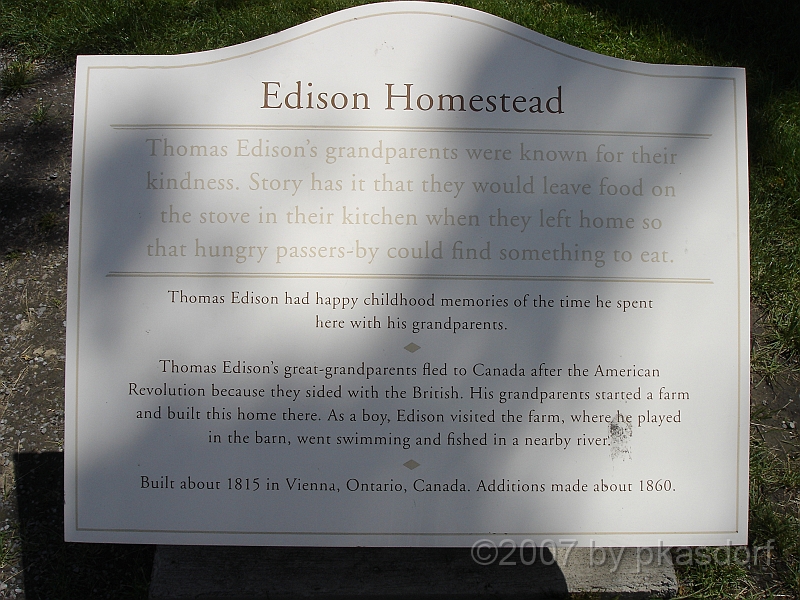 Edison Homestead
Thomas Edison's grandparents were known for their
kindness. Story has it that they would leave food on
the stove in their kitchen when they left home so
that hungry passers-by could find something to eat.
Thomas Edison had happy childhood memories of the time he spent
here with his grandparents.
Thomas Edison's great-grandparents fled to Canada after the American
Revolution because they sided with the British. His grandparents started a farm
and built this home there. As a boy, Edison visited the farm, where he played
in the barn, went swimming and fished in a nearby river.
Built about 1815 in Vienna, Ontario, Canada. Additions made about 1860.
©2007 by pkasdorf